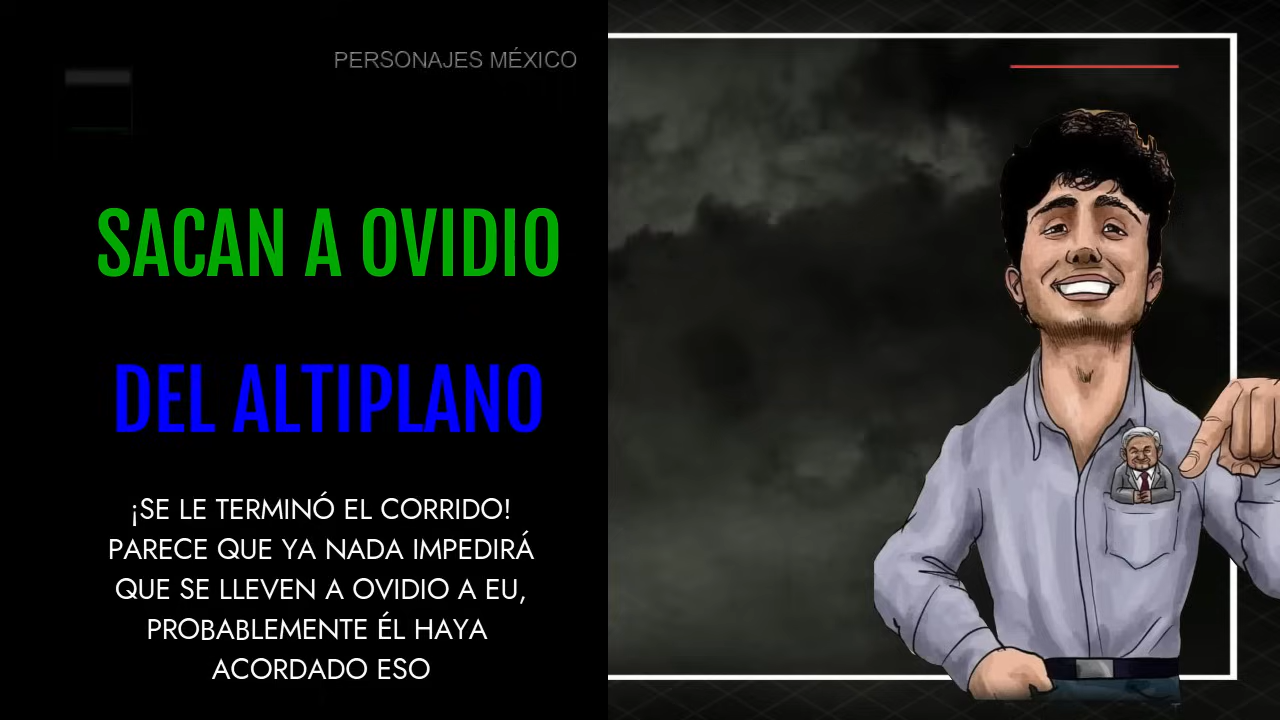 PERSONAJES MÉXICO
SACAN A OVIDIO
DEL ALTIPLANO
¡SE LE TERMINÓ EL CORRIDO!
PARECE QUE YA NADA IMPEDIRÁ
QUE SE LLEVEN A OVIDIO A EU,
PROBABLEMENTE ÉL HAYA
ACORDADO ESO